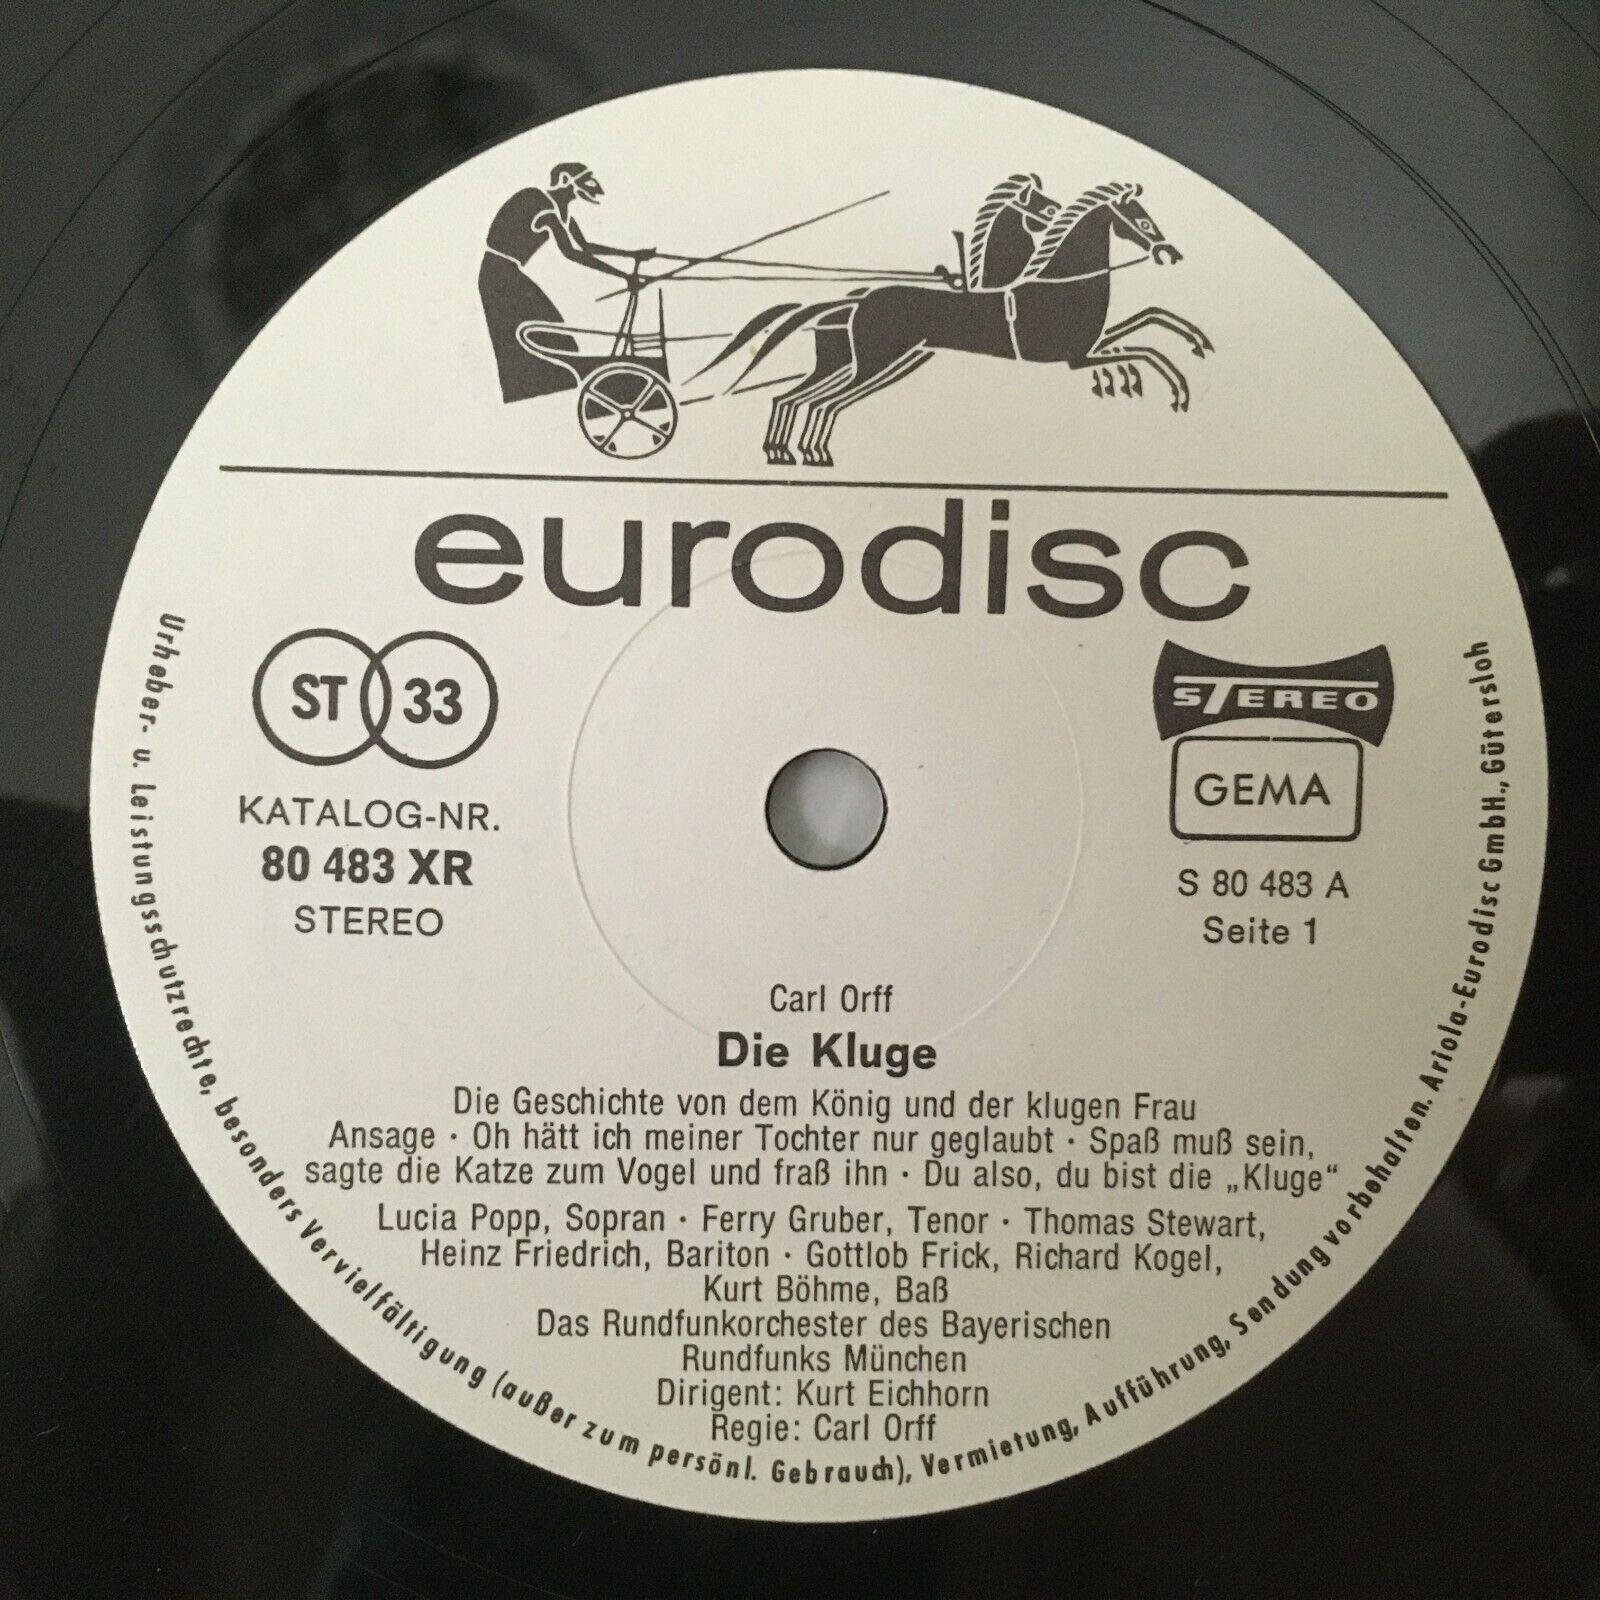 eurodisc
ST 33
KATALOG-NR.
80 483 XR
STEREO
STEREO
GEMA
S 80 483 A
Seite 1
Carl Orff
Die Kluge
Die Geschichte von dem König und der klugen Frau
Ansage · Oh hätt ich meiner Tochter nur geglaubt · Spaß muß sein,
sagte die Katze zum Vogel und fraß ihn · Du also, du bist die „Kluge“
Lucia Popp, Sopran · Ferry Gruber, Tenor · Thomas Stewart,
Heinz Friedrich, Bariton · Gottlob Frick, Richard Kogel,
Kurt Böhme, Baß
Das Rundfunkorchester des Bayerischen
Rundfunks München
Dirigent: Kurt Eichhorn
Regie: Carl Orff
Urheber- u. Leistungsschutzrechte, besonders Vervielfältigung (außer zum persönl. Gebrauch), Vermietung, Aufführung, Sendung vorbehalten. Ariola-Eurodisc GmbH., Gütersloh